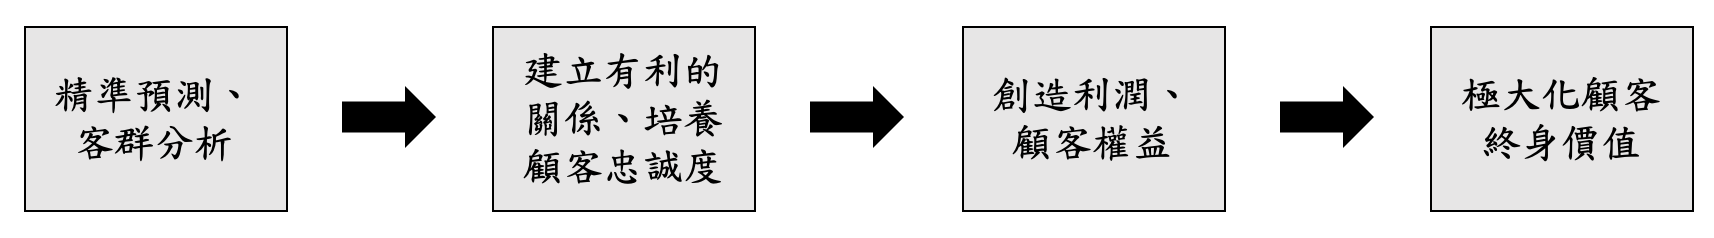 精準預測、
客群分析
建立有利的
關係、培養
顧客忠誠度
創造利潤、
顧客權益
極大化顧客
終身價值